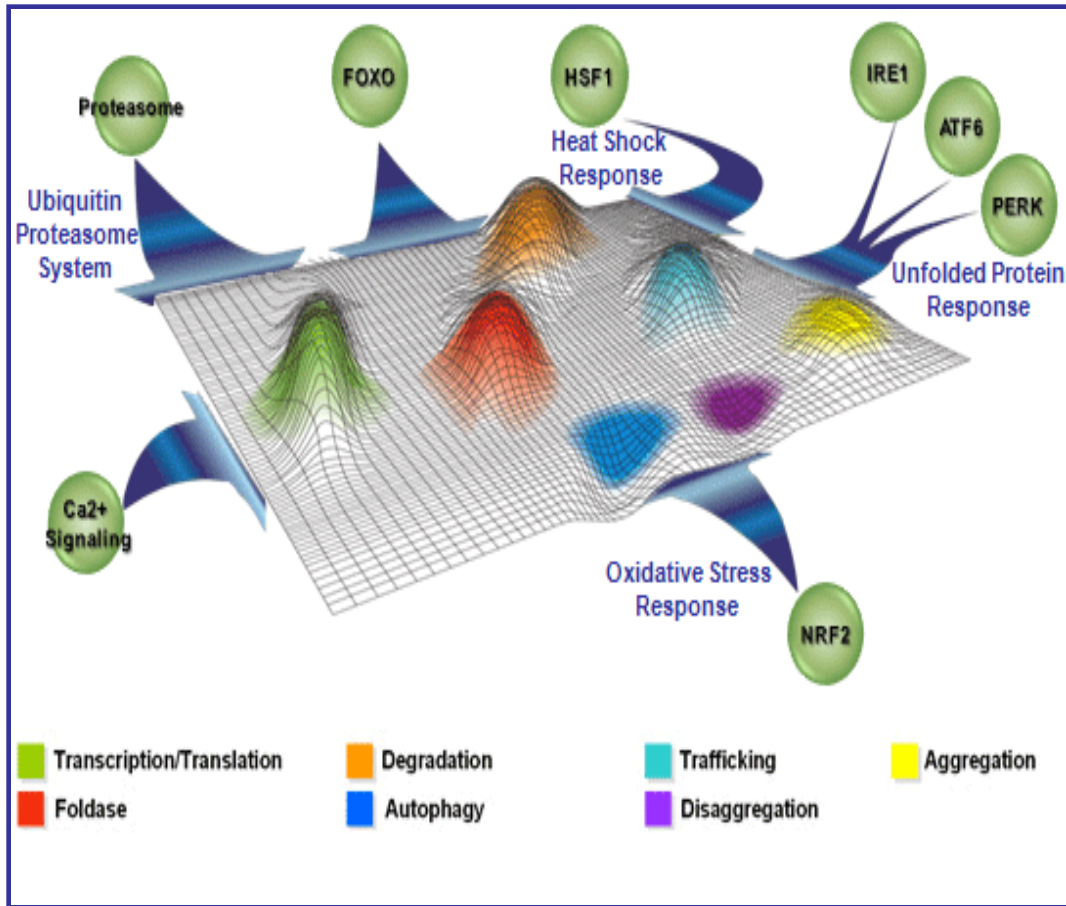 Proteasome
FOXO
HSF1
IRE1
ATF6
PERK
Heat Shock
Response
Ubiquitin
Proteasome
System
Unfolded Protein
Response
Ca2+
Signaling
Oxidative Stress
Response
NRF2
Transcription/Translation
Degradation
Trafficking
Aggregation
Foldase
Autophagy
Disaggregation